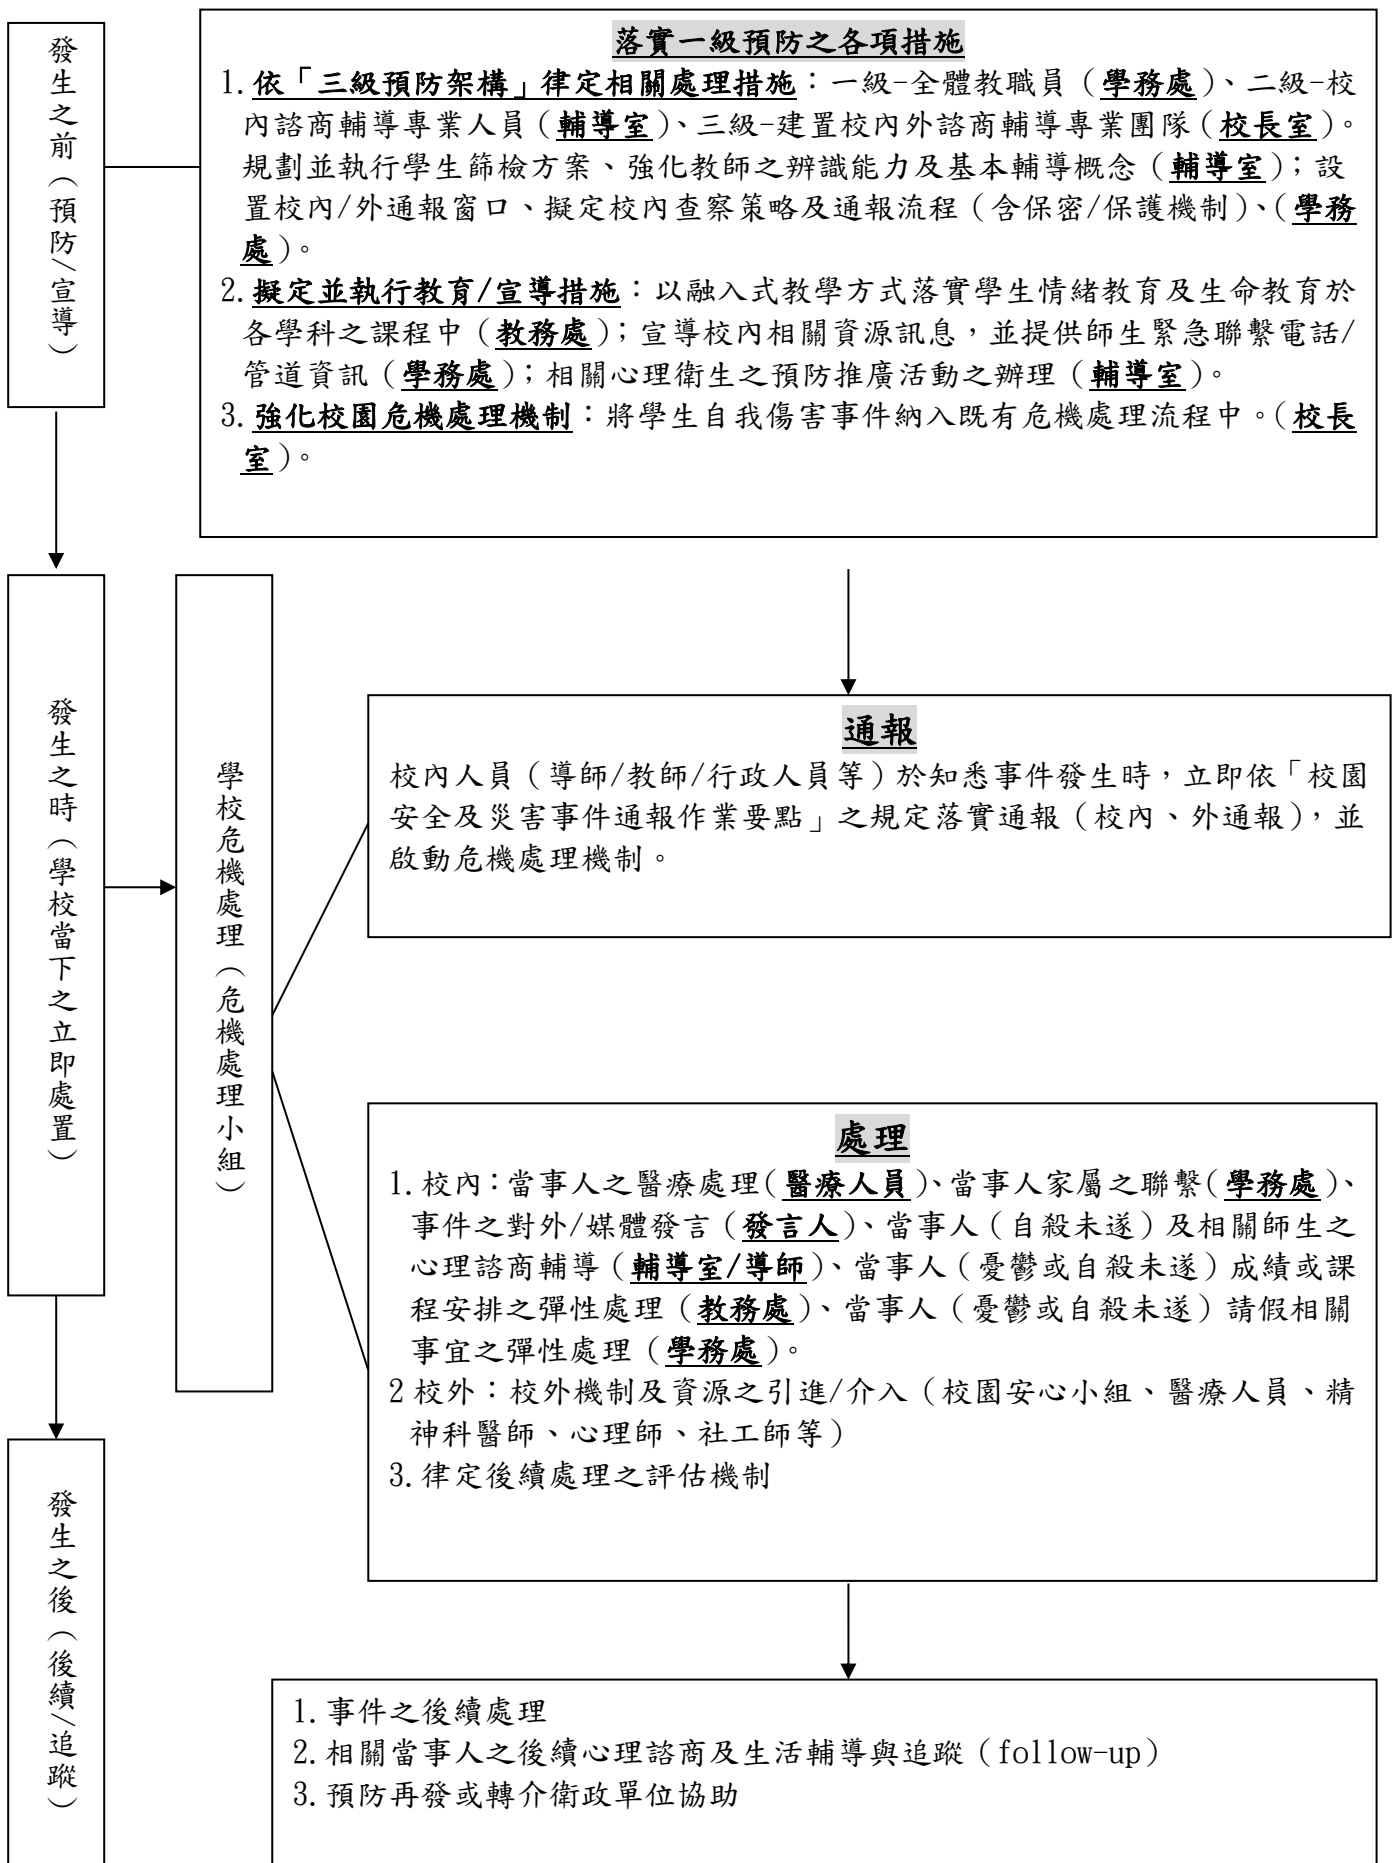 發生之前（預防/宣導）
落實一級預防之各項措施
1.依「三級預防架構」律定相關處理措施：一級-全體教職員（學務處）、二級-校
內諮商輔導專業人員（輔導室）、三級-建置校內外諮商輔導專業團隊（校長室）。
規劃並執行學生篩檢方案、強化教師之辨識能力及基本輔導概念（輔導室）；設
置校內/外通報窗口、擬定校內查察策略及通報流程（含保密/保護機制）、（學務
處）。
2.擬定並執行教育/宣導措施：以融入式教學方式落實學生情緒教育及生命教育於
各學科之課程中（教務處）；宣導校內相關資源訊息，並提供師生緊急聯繫電話/
管道資訊（學務處）；相關心理衛生之預防推廣活動之辦理（輔導室）。
3.強化校園危機處理機制：將學生自我傷害事件納入既有危機處理流程中。（校長
室）。
發生之時（學校當下之立即處置）
學校危機處理（危機處理小組）
通報
校內人員（導師/教師/行政人員等）於知悉事件發生時，立即依「校園
安全及災害事件通報作業要點」之規定落實通報（校內、外通報），並
啟動危機處理機制。
處理
1.校內：當事人之醫療處理（醫療人員）、當事人家屬之聯繫（學務處）、
事件之對外/媒體發言（發言人）、當事人（自殺未遂）及相關師生之
心理諮商輔導（輔導室/導師）、當事人（憂鬱或自殺未遂）成績或課
程安排之彈性處理（教務處）、當事人（憂鬱或自殺未遂）請假相關
事宜之彈性處理（學務處）。
2 校外：校外機制及資源之引進/介入（校園安心小組、醫療人員、精
神科醫師、心理師、社工師等）
3.律定後續處理之評估機制
發生之後（後續/追蹤）
1.事件之後續處理
2.相關當事人之後續心理諮商及生活輔導與追蹤（follow-up）
3.預防再發或轉介衛政單位協助